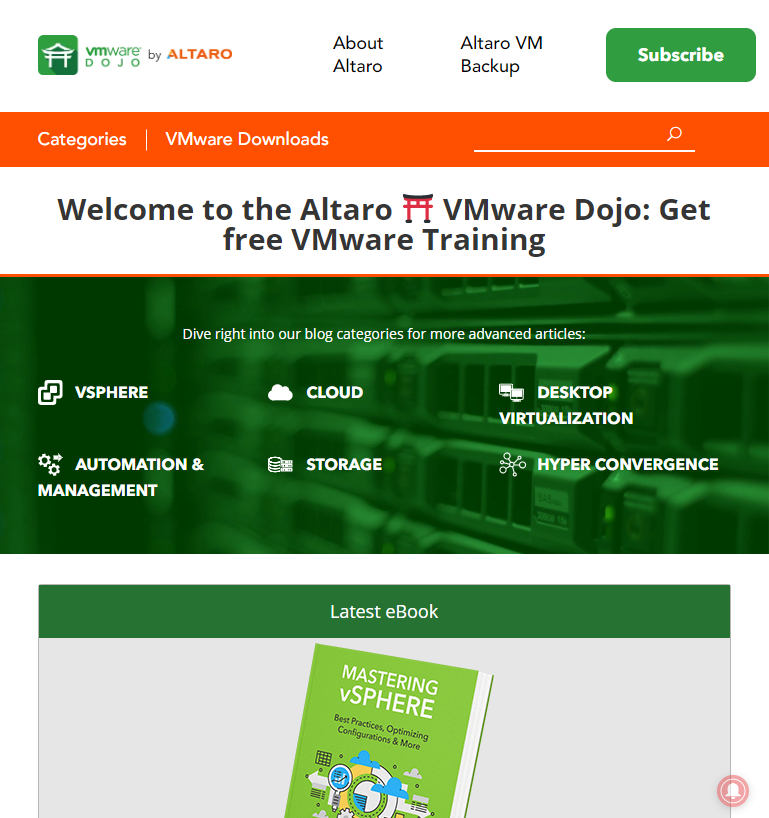 vmware DOJO by ALTARO
About Altaro
Altaro VM Backup
Subscribe
Categories
VMware Downloads
Welcome to the Altaro ⛩ VMware Dojo: Get
free VMware Training
Dive right into our blog categories for more advanced articles:
VSPHERE
CLOUD
DESKTOP
VIRTUALIZATION
AUTOMATION &
MANAGEMENT
STORAGE
HYPER CONVERGENCE
Latest eBook
MASTERING
vSPHERE
Best Practices, Optimizing
Configurations & More